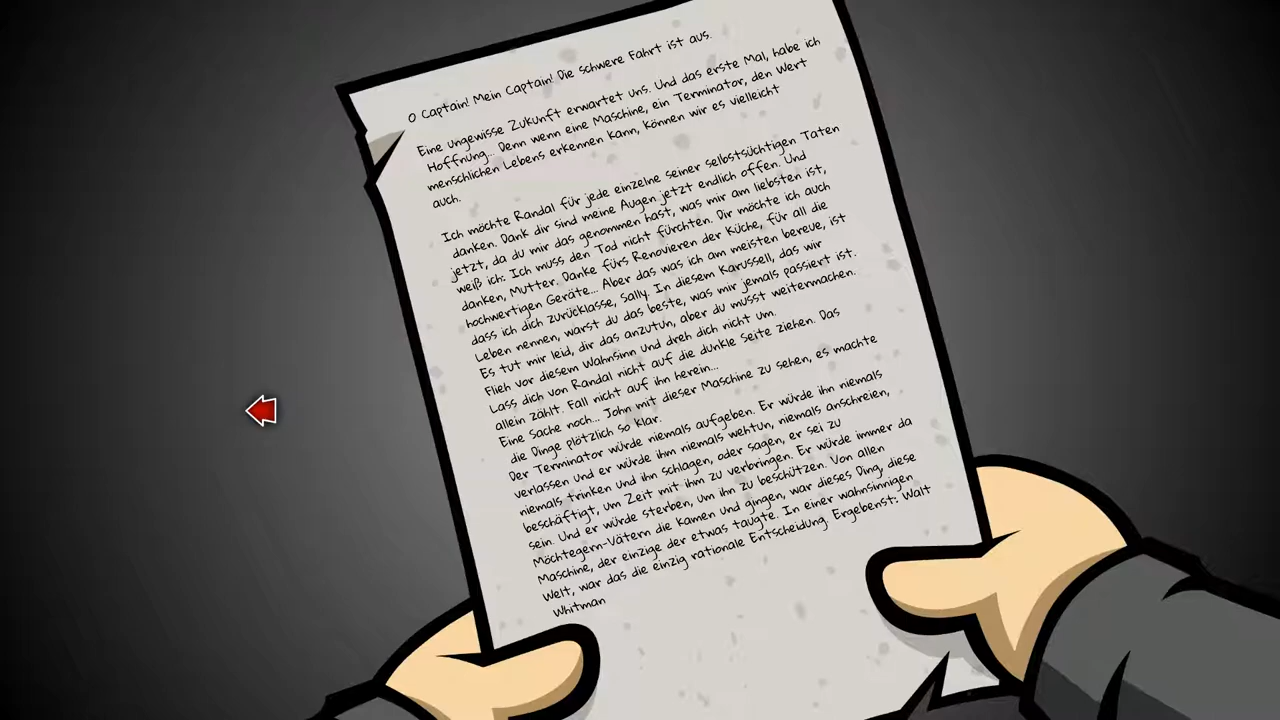 O Captain! Mein Captain! Die schwere Fahrt ist aus.
Eine ungewisse Zukunft erwartet uns. Und das erste Mal, habe ich
Hoffnung... Denn wenn eine Maschine, ein Terminator, den Wert
menschlichen Lebens erkennen kann, können wir es vielleicht
auch.
Ich möchte Randal für jede einzelne seiner selbstsüchtigen Taten
danken. Dank dir sind meine Augen jetzt endlich offen. Und
jetzt, da du mir das genommen hast, was mir am liebsten ist,
weiß ich: Ich muss den Tod nicht fürchten. Dir möchte ich auch
danken, Mutter. Danke fürs Renovieren der Küche, für all die
hochwertigen Geräte... Aber das was ich am meisten bereue, ist
dass ich dich zurücklasse, Sally. In diesem Karussell, das wir
Leben nennen, warst du das beste, was mir jemals passiert ist.
Es tut mir leid, dir das anzutun, aber du musst weitermachen.
Flieh vor diesem Wahnsinn und dreh dich nicht um.
Lass dich von Randal nicht auf die dunkle Seite ziehen. Das
allein zählt. Fall nicht auf ihn herein...
Eine Sache noch... John mit dieser Maschine zu sehen, es machte
die Dinge plötzlich so klar.
Der Terminator würde niemals aufgeben. Er würde ihn niemals
verlassen und er würde ihm niemals wehtun, niemals anschreien,
niemals trinken und ihn schlagen, oder sagen, er sei zu
beschäftigt, um Zeit mit ihm zu verbringen. Er würde immer da
sein. Und er würde sterben, um ihn zu beschützen. Von allen
Möchtegern-Vätern die kamen und gingen, war dieses Ding, diese
Maschine, der einzige der etwas taugte. In einer wahnsinnigen
Welt, war das die einzig rationale Entscheidung. Ergebenst: Walt
Whitman